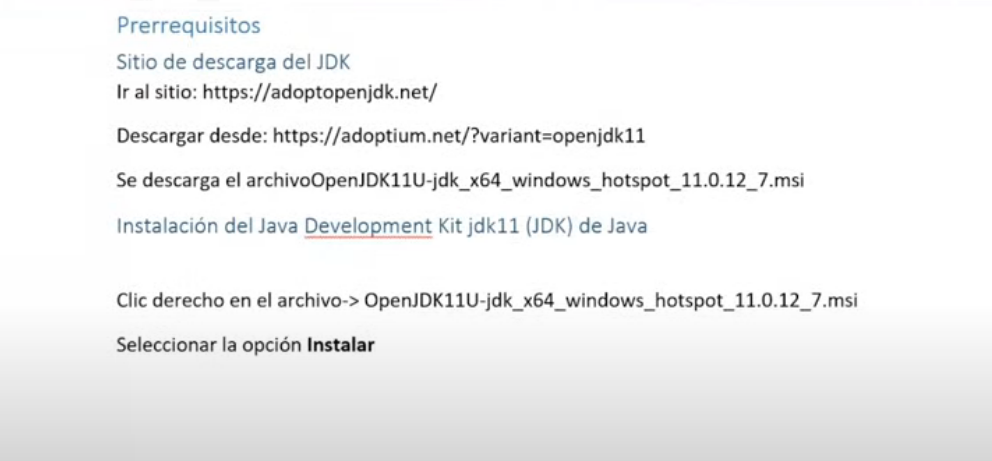 Prerrequisitos
Sitio de descarga del JDK
Ir al sitio: https://adoptopenjdk.net/
Descargar desde: https://adoptium.net/?variant=openjdk11
Se descarga el archivoOpenJDK11U-jdk_x64_windows_hotspot_11.0.12_7.msi
Instalación del Java Development Kit jdk11 (JDK) de Java
Clic derecho en el archivo-> OpenJDK11U-jdk_x64_windows_hotspot_11.0.12_7.msi
Seleccionar la opción Instalar